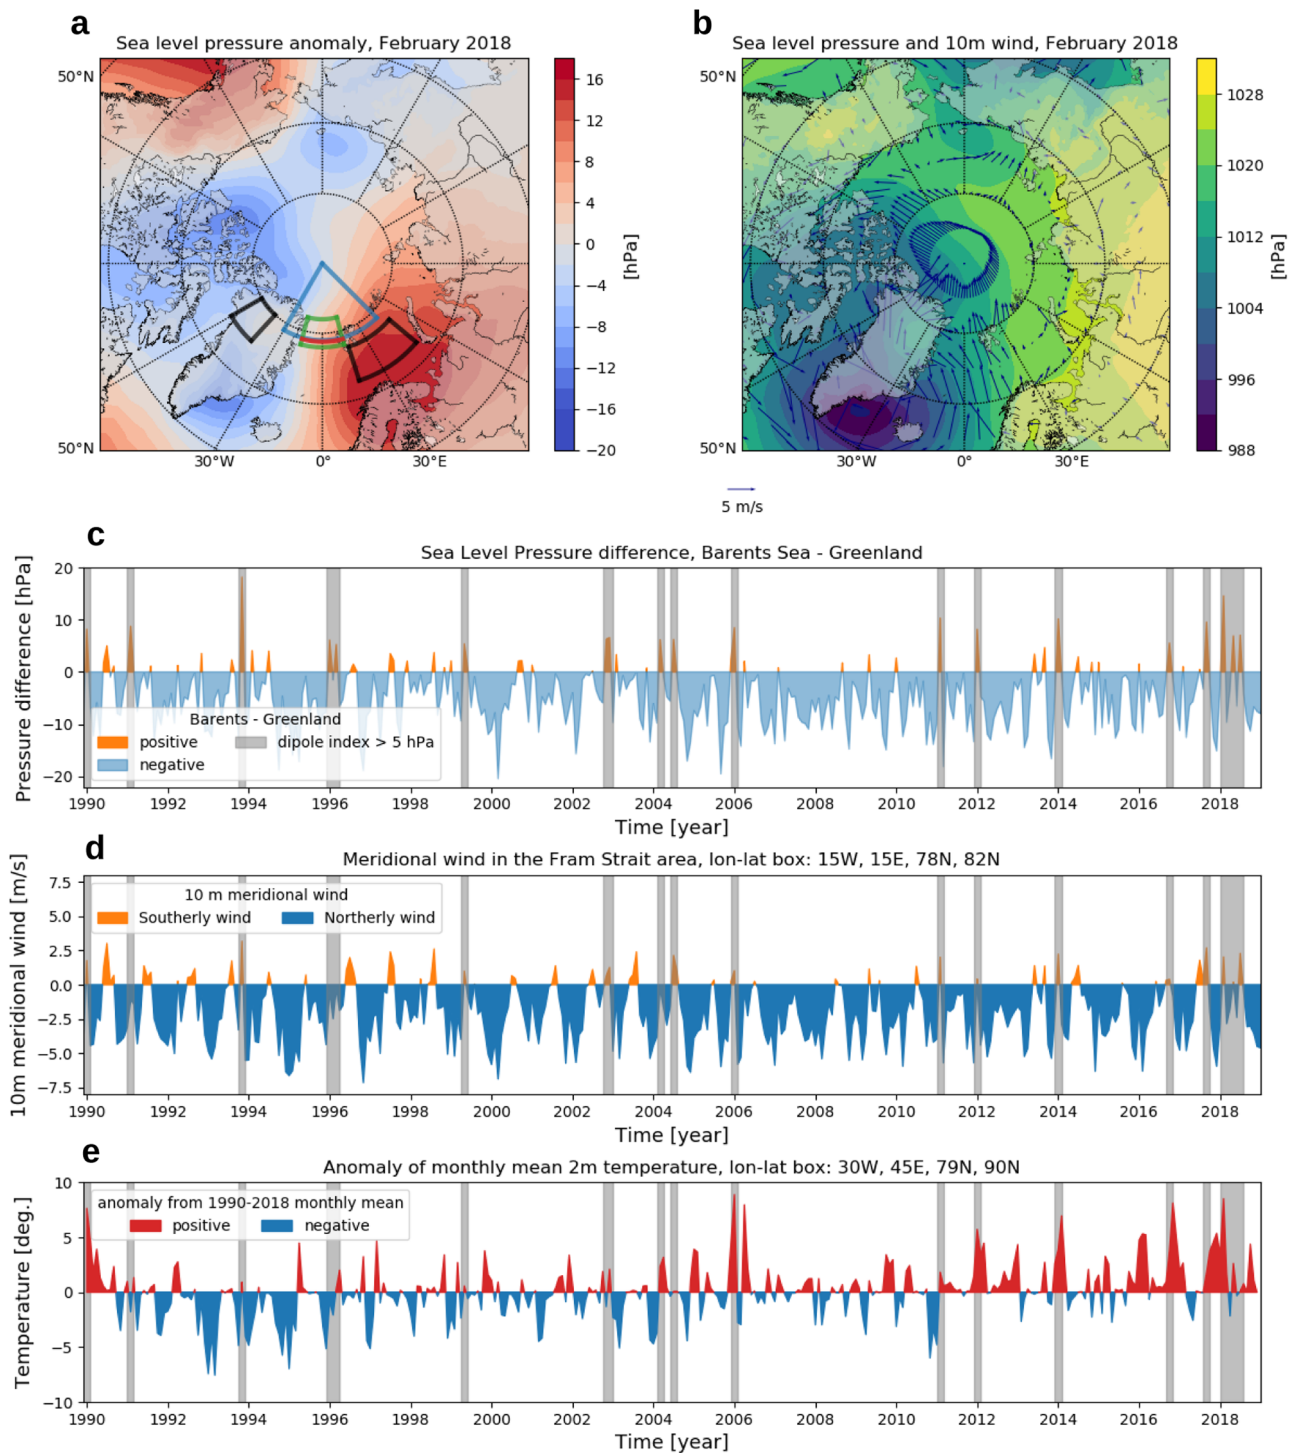 a
Sea level pressure anomaly, February 2018
50°N
50°N
30°W 0° 30°E
16
12
8
4
0
−4
−8
−12
−16
−20
[hPa]
b
Sea level pressure and 10m wind, February 2018
50°N
50°N
30°W 0° 30°E
5 m/s
1028
1020
1012
1004
996
988
[hPa]
c
Sea Level Pressure difference, Barents Sea - Greenland
Pressure difference [hPa]
20
10
0
−10
−20
Barents - Greenland
positive dipole index > 5 hPa
negative
1990 1992 1994 1996 1998 2000 2002 2004 2006 2008 2010 2012 2014 2016 2018
Time [year]
d
Meridional wind in the Fram Strait area, lon-lat box: 15W, 15E, 78N, 82N
10m meridional wind [m/s]
7.5
5.0
2.5
0.0
−2.5
−5.0
−7.5
10 m meridional wind
Southerly wind Northerly wind
1990 1992 1994 1996 1998 2000 2002 2004 2006 2008 2010 2012 2014 2016 2018
Time [year]
e
Anomaly of monthly mean 2m temperature, lon-lat box: 30W, 45E, 79N, 90N
Temperature [deg.]
10
5
0
−5
−10
anomaly from 1990-2018 monthly mean
positive negative
1990 1992 1994 1996 1998 2000 2002 2004 2006 2008 2010 2012 2014 2016 2018
Time [year]